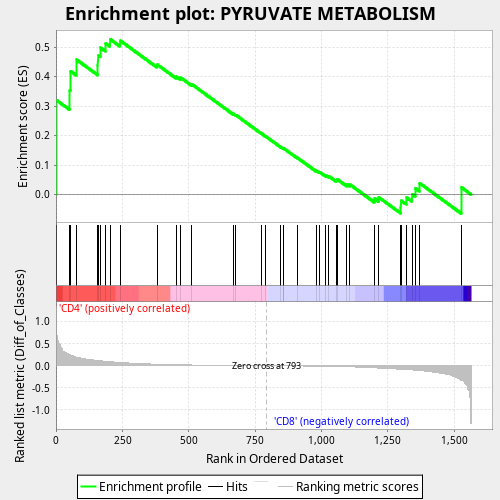 Enrichment plot: PYRUVATE METABOLISM
Enrichment score (ES)
0.5
0.4
0.3
0.2
0.1
0.0
'CD4' (positively correlated)
Ranked list metric (Diff_of_Classes)
1.0
0.5
0.0
-0.5
-1.0
Zero cross at 793
'CD8' (negatively correlated)
0 250 500 750 1,000 1,250 1,500
Rank in Ordered Dataset
Enrichment profile Hits Ranking metric scores